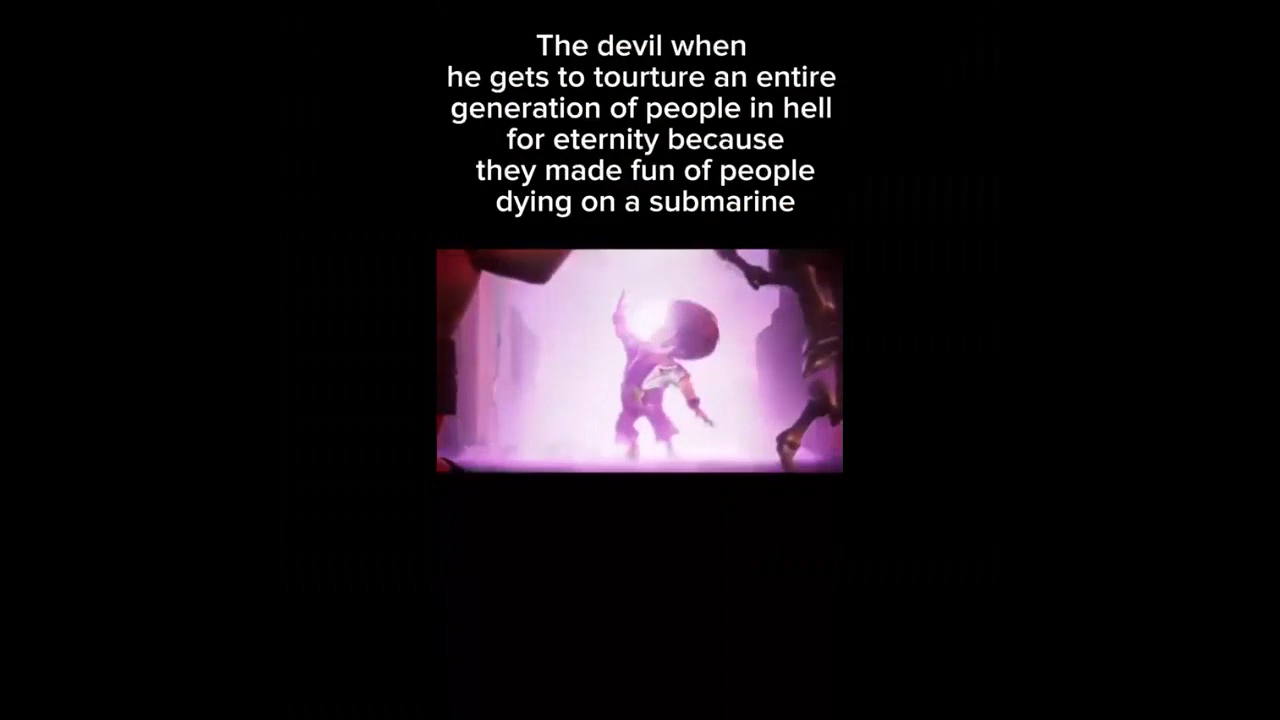 The devil when
he gets to tourture an entire
generation of people in hell
for eternity because
they made fun of people
dying on a submarine